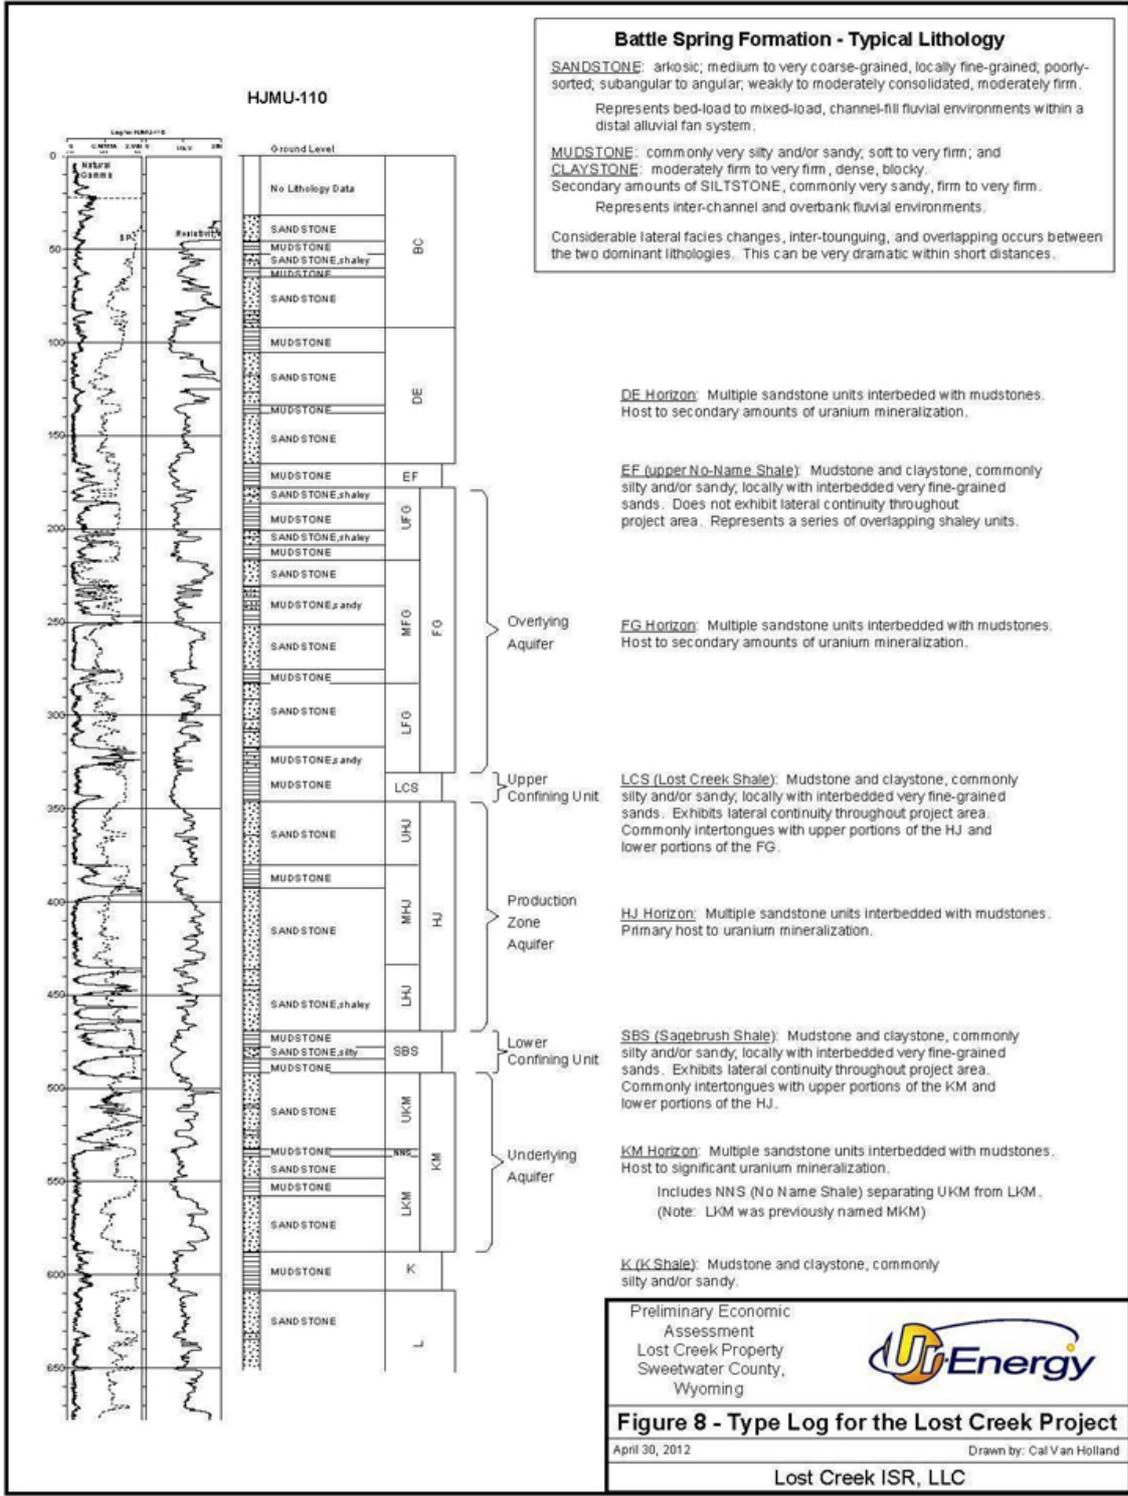 Battle Spring Formation - Typical Lithology
SANDSTONE: arkosic; medium to very coarse-grained, locally fine-grained; poorly-
sorted; subangular to angular; weakly to moderately consolidated, moderately firm.
Represents bed-load to mixed-load, channel-fill fluvial environments within a
distal alluvial fan system.
MUDSTONE: commonly very silty and/or sandy; soft to very firm; and
CLAYSTONE: moderately firm to very firm, dense, blocky.
Secondary amounts of SILTSTONE, commonly very sandy, firm to very firm.
Represents inter-channel and overbank fluvial environments.
Considerable lateral facies changes, inter-tounguing, and overlapping occurs between
the two dominant lithologies. This can be very dramatic within short distances.
HJMU-110
Natural
Gamma
SP
Ground Level
0
50
100
150
200
250
300
350
400
450
500
550
600
650
No Lithology Data
SANDSTONE
MUDSTONE
SANDSTONE,shaley
MUDSTONE
SANDSTONE
MUDSTONE
SANDSTONE
MUDSTONE
SANDSTONE
MUDSTONE
SANDSTONE,shaley
MUDSTONE
SANDSTONE,shaley
MUDSTONE
SANDSTONE
MUDSTONE,sandy
SANDSTONE
MUDSTONE
SANDSTONE
MUDSTONE,sandy
MUDSTONE
SANDSTONE
MUDSTONE
SANDSTONE
SANDSTONE,shaley
MUDSTONE
SANDSTONE,silty
MUDSTONE
SANDSTONE
MUDSTONE
SANDSTONE
MUDSTONE
SANDSTONE
MUDSTONE
SANDSTONE
BC
DE
EF
UFG
MFG
LFG
FG
LCS
UHJ
MHJ
LHJ
HJ
SBS
UKM
NNS
LKM
KM
K
L
Overlying
Aquifer
Upper
Confining Unit
Production
Zone
Aquifer
Lower
Confining Unit
Underlying
Aquifer
DE Horizon: Multiple sandstone units interbeded with mudstones.
Host to secondary amounts of uranium mineralization.
EF (upper No-Name Shale): Mudstone and claystone, commonly
silty and/or sandy; locally with interbedded very fine-grained
sands. Does not exhibit lateral continuity throughout
project area. Represents a series of overlapping shaley units.
FG Horizon: Multiple sandstone units interbedded with mudstones.
Host to secondary amounts of uranium mineralization.
LCS (Lost Creek Shale): Mudstone and claystone, commonly
silty and/or sandy; locally with interbedded very fine-grained
sands. Exhibits lateral continuity throughout project area.
Commonly intertongues with upper portions of the HJ and
lower portions of the FG.
HJ Horizon: Multiple sandstone units interbedded with mudstones.
Primary host to uranium mineralization.
SBS (Sagebrush Shale): Mudstone and claystone, commonly
silty and/or sandy; locally with interbedded very fine-grained
sands. Exhibits lateral continuity throughout project area.
Commonly intertongues with upper portions of the KM and
lower portions of the HJ.
KM Horizon: Multiple sandstone units interbedded with mudstones.
Host to significant uranium mineralization.
Includes NNS (No Name Shale) separating UKM from LKM.
(Note: LKM was previously named MKM)
K (K Shale): Mudstone and claystone, commonly
silty and/or sandy.
Preliminary Economic
Assessment
Lost Creek Property
Sweetwater County,
Wyoming
Ur-Energy
Figure 8 - Type Log for the Lost Creek Project
April 30, 2012
Drawn by: Cal Van Holland
Lost Creek ISR, LLC